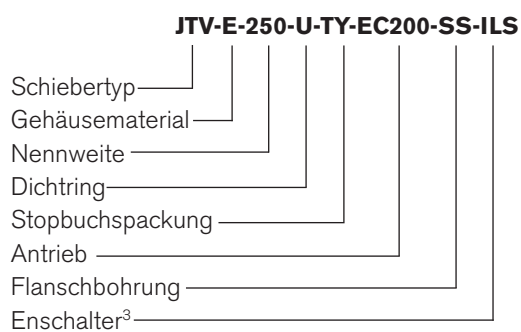 JTV-E-250-U-TY-EC200-SS-ILS
Schiebertyp
Gehäusematerial
Nennweite
Dichtring
Stopbuchspackung
Antrieb
Flanschbohrung
Enschalter³